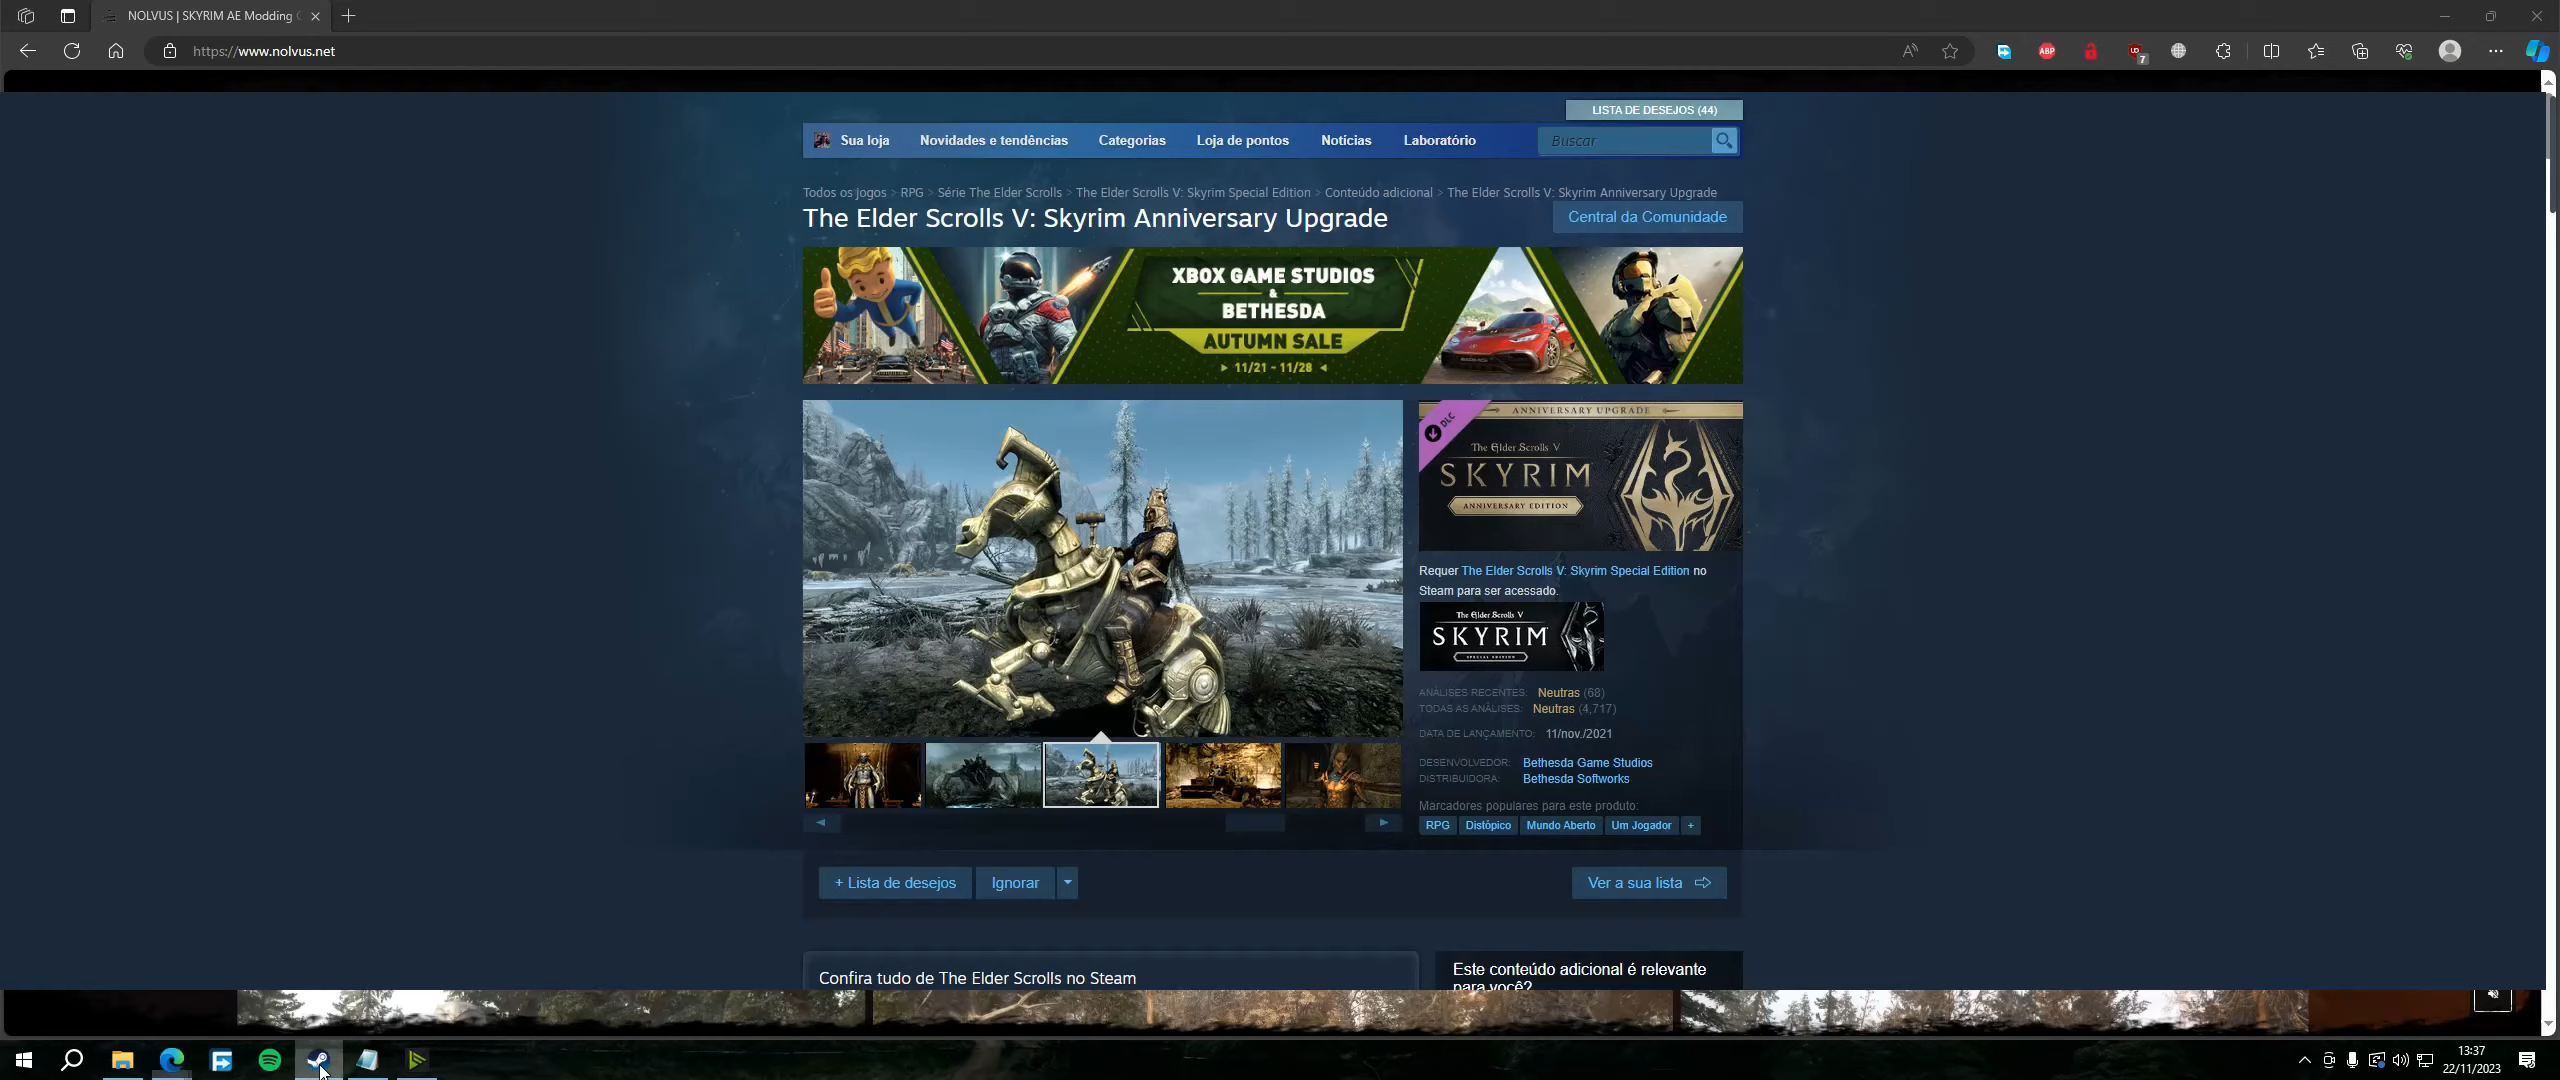 NOLVUS | SKYRIM AE Modding
https://www.nolvus.net
ABP
UD
7
LISTA DE DESEJOS (44)
Sua loja
Novidades e tendências
Categorias
Loja de pontos
Notícias
Laboratório
Buscar
Todos os jogos > RPG > Série The Elder Scrolls > The Elder Scrolls V: Skyrim Special Edition > Conteúdo adicional > The Elder Scrolls V: Skyrim Anniversary Upgrade
The Elder Scrolls V: Skyrim Anniversary Upgrade
Central da Comunidade
XBOX GAME STUDIOS
&
BETHESDA
AUTUMN SALE
11/21 - 11/28
DLC
ANNIVERSARY UPGRADE
The Elder Scrolls V
SKYRIM
ANNIVERSARY EDITION
Requer The Elder Scrolls V: Skyrim Special Edition no
Steam para ser acessado.
The Elder Scrolls V
SKYRIM
SPECIAL EDITION
ANÁLISES RECENTES: Neutras (68)
TODAS AS ANÁLISES: Neutras (4,717)
DATA DE LANÇAMENTO: 11/nov./2021
DESENVOLVEDOR: Bethesda Game Studios
DISTRIBUIDORA: Bethesda Softworks
Marcadores populares para este produto:
RPG
Distópico
Mundo Aberto
Um Jogador
+
+ Lista de desejos
Ignorar
Ver a sua lista
Confira tudo de The Elder Scrolls no Steam
Este conteúdo adicional é relevante
para você?
13:37
22/11/2023